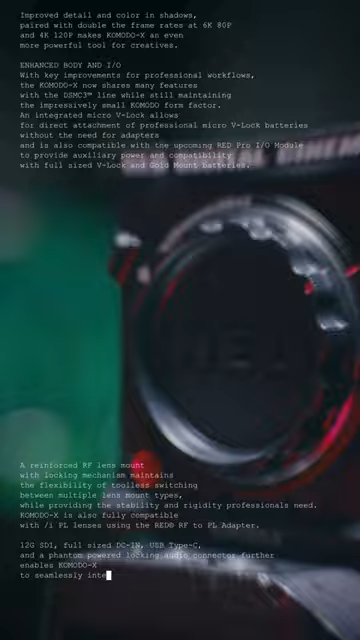 Improved detail and color in shadows,
paired with double the frame rates at 6K 80P
and 4K 120P makes KOMODO-X an even
more powerful tool for creatives.
ENHANCED BODY AND I/O
With key improvements for professional workflows,
the KOMODO-X now shares many features
with the DSMC3™ line while still maintaining
the impressively small KOMODO form factor.
An integrated micro V-Lock allows
for direct attachment of professional micro V-Lock batteries
without the need for adapters
and is also compatible with the upcoming RED Pro I/O Module
to provide auxiliary power and compatibility
with full sized V-Lock and Gold Mount batteries.
A reinforced RF lens mount
with locking mechanism maintains
the flexibility of toolless switching
between multiple lens mount types,
while providing the stability and rigidity professionals need.
KOMODO-X is also fully compatible
with /i PL lenses using the RED® RF to PL Adapter.
12G SDI, full sized DC-IN, USB Type-C,
and a phantom powered locking audio connector further
enables KOMODO-X
to seamlessly inte